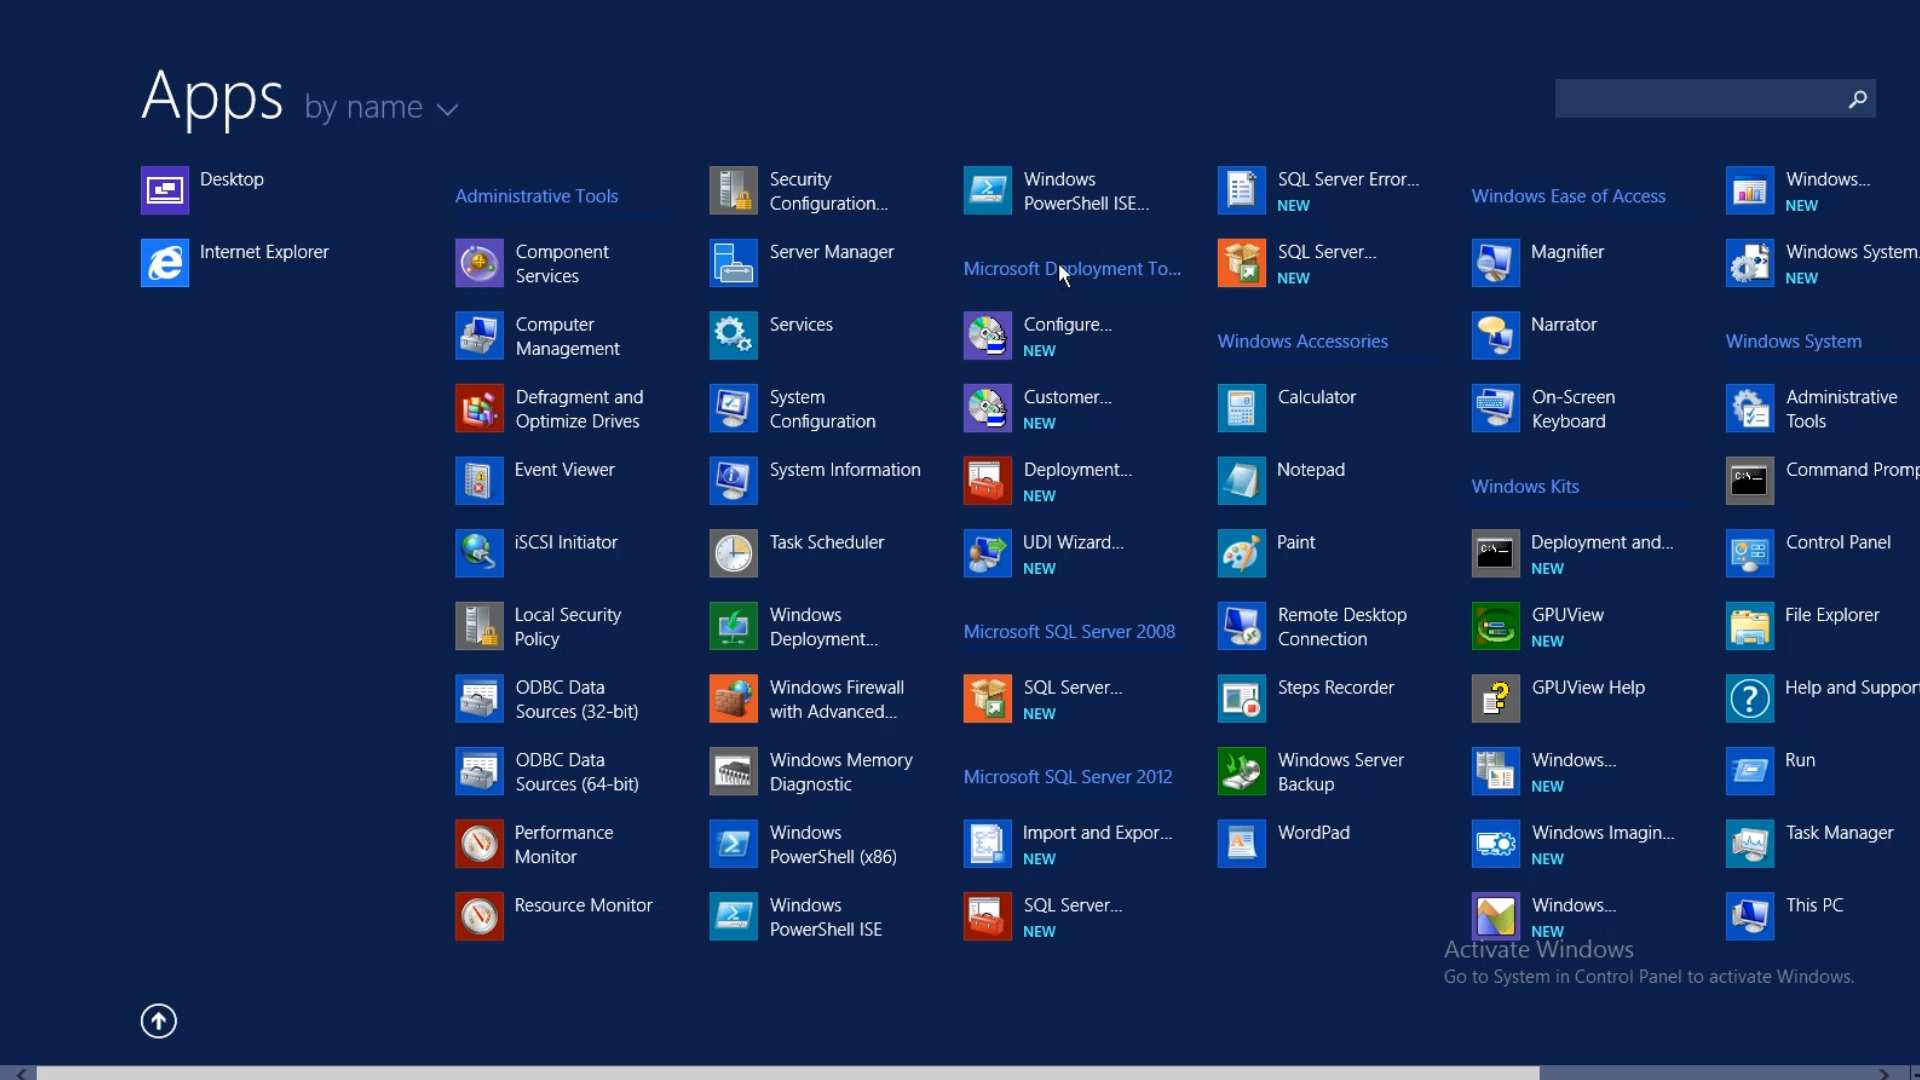 Apps by name
Desktop
Internet Explorer
Administrative Tools
Component
Services
Computer
Management
Defragment and
Optimize Drives
Event Viewer
iSCSI Initiator
Local Security
Policy
ODBC Data
Sources (32-bit)
ODBC Data
Sources (64-bit)
Performance
Monitor
Resource Monitor
Security
Configuration...
Server Manager
Services
System
Configuration
System Information
Task Scheduler
Windows
Deployment...
Windows Firewall
with Advanced...
Windows Memory
Diagnostic
Windows
PowerShell (x86)
Windows
PowerShell ISE
Windows
PowerShell ISE...
Microsoft Deployment To...
Configure...
NEW
Customer...
NEW
Deployment...
NEW
UDI Wizard...
NEW
Microsoft SQL Server 2008
SQL Server...
NEW
Microsoft SQL Server 2012
Import and Expor...
NEW
SQL Server...
NEW
SQL Server Error...
NEW
SQL Server...
NEW
Windows Accessories
Calculator
Notepad
Paint
Remote Desktop
Connection
Steps Recorder
Windows Server
Backup
WordPad
Windows Ease of Access
Magnifier
Narrator
On-Screen
Keyboard
Windows Kits
Deployment and...
NEW
GPUView
NEW
GPUView Help
Windows...
NEW
Windows Imagin...
NEW
Windows...
NEW
Windows...
NEW
Windows System.
NEW
Windows System
Administrative
Tools
Command Promp
Control Panel
File Explorer
Help and Suppor
Run
Task Manager
This PC
Activate Windows
Go to System in Control Panel to activate Windows.